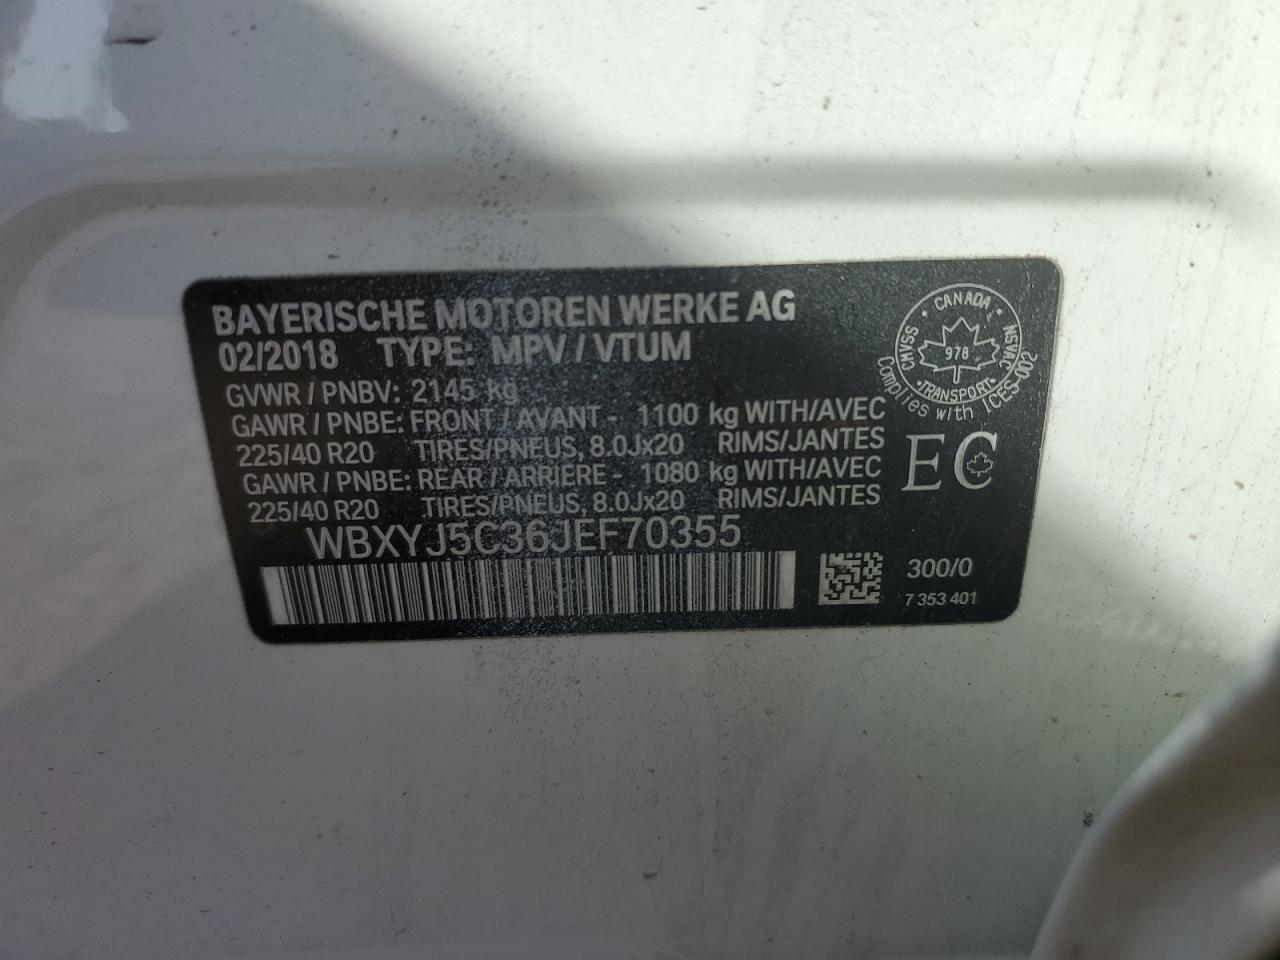 BAYERISCHE MOTOREN WERKE AG
02/2018 TYPE: MPV / VTUM
GVWR / PNBV: 2145 kg
GAWR / PNBE: FRONT / AVANT - 1100 kg WITH/AVEC
225/40 R20 TIRES/PNEUS, 8.0Jx20 RIMS/JANTES
GAWR / PNBE: REAR / ARRIERE - 1080 kg WITH/AVEC
225/40 R20 TIRES/PNEUS, 8.0Jx20 RIMS/JANTES
WBXYJ5C36JEF70355
CANADA
CMVSS
NSVAC
978
TRANSPORT
Complies with ICES-002
EC
300/0
7 353 401